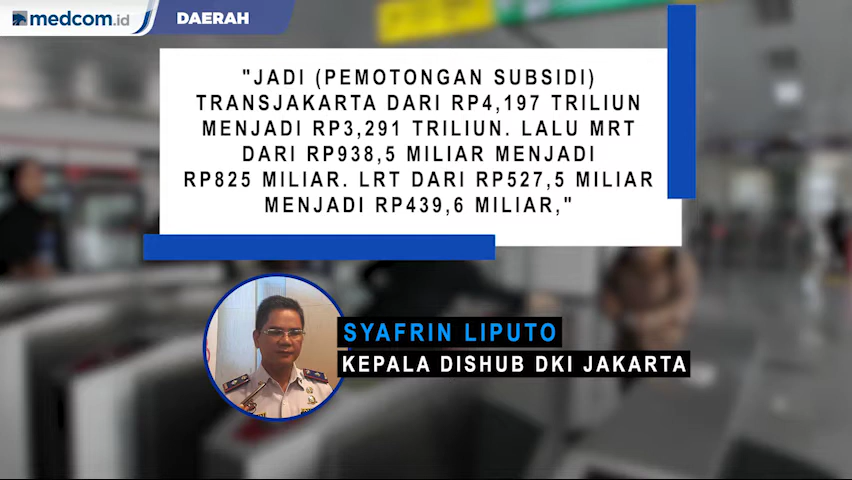 medcom.id
DAERAH
"JADI (PEMOTONGAN SUBSIDI)
TRANSJAKARTA DARI RP4,197 TRILIUN
MENJADI RP3,291 TRILIUN. LALU MRT
DARI RP938,5 MILIAR MENJADI
RP825 MILIAR. LRT DARI RP527,5 MILIAR
MENJADI RP439,6 MILIAR,"
SYAFRIN LIPUTO
KEPALA DISHUB DKI JAKARTA